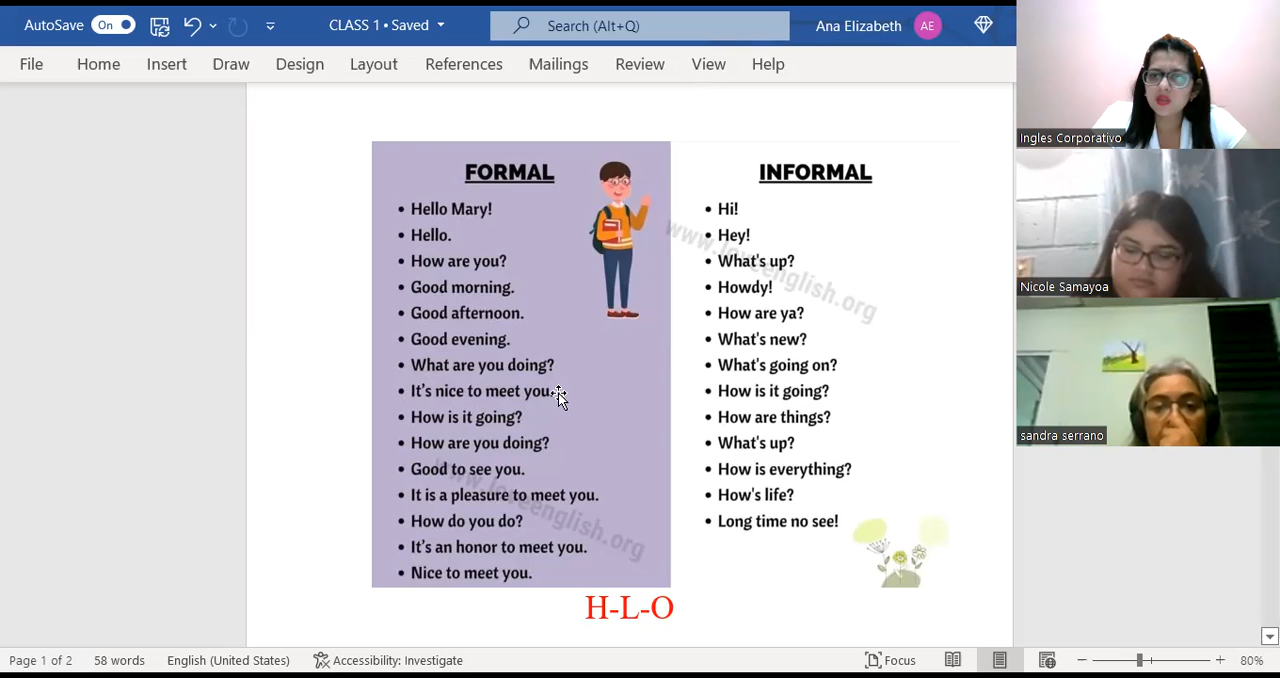 AutoSave On CLASS 1 • Saved Search (Alt+Q) Ana Elizabeth AE
File Home Insert Draw Design Layout References Mailings Review View Help
FORMAL
• Hello Mary!
• Hello.
• How are you?
• Good morning.
• Good afternoon.
• Good evening.
• What are you doing?
• It's nice to meet you.
• How is it going?
• How are you doing?
• Good to see you.
• It is a pleasure to meet you.
• How do you do?
• It's an honor to meet you.
• Nice to meet you.
www.loveenglish.org
INFORMAL
• Hi!
• Hey!
• What's up?
• Howdy!
• How are ya?
• What's new?
• What's going on?
• How is it going?
• How are things?
• What's up?
• How is everything?
• How's life?
• Long time no see!
www.loveenglish.org
H-L-O
Ingles Corporativo
Nicole Samayoa
sandra serrano
Page 1 of 2 58 words English (United States) Accessibility: Investigate Focus 80%